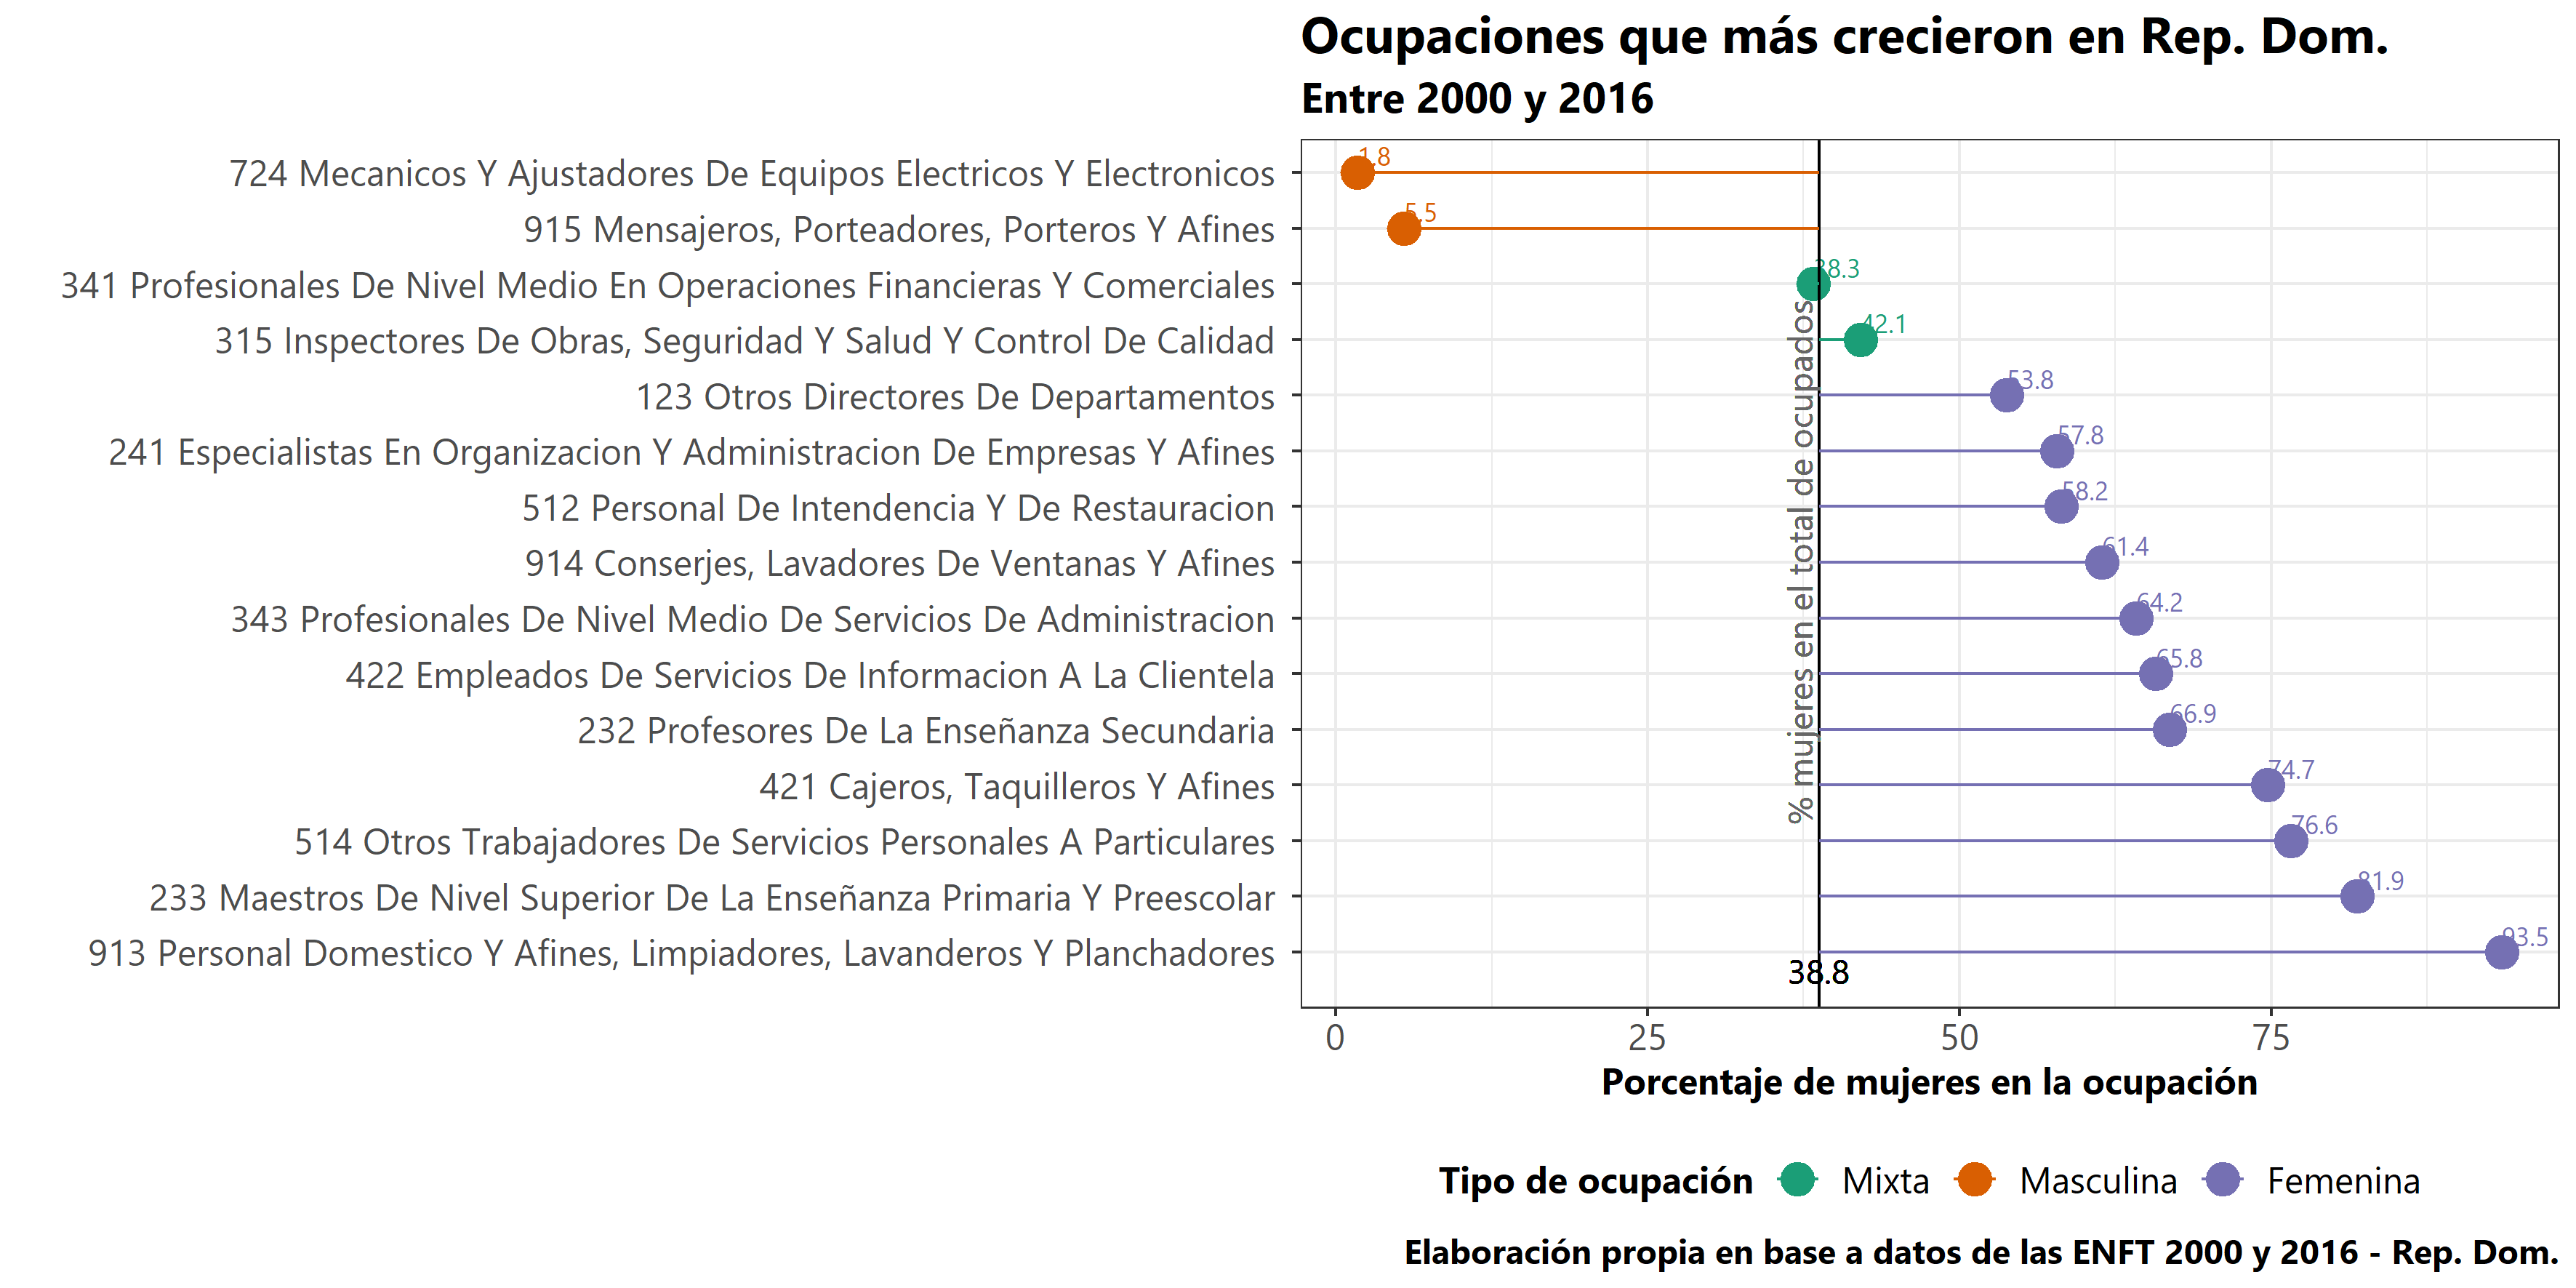 Ocupaciones que más crecieron en Rep. Dom.
Entre 2000 y 2016
724 Mecanicos Y Ajustadores De Equipos Electricos Y Electronicos
1.8
915 Mensajeros, Porteadores, Porteros Y Afines
5.5
341 Profesionales De Nivel Medio En Operaciones Financieras Y Comerciales
38.3
315 Inspectores De Obras, Seguridad Y Salud Y Control De Calidad
42.1
123 Otros Directores De Departamentos
53.8
241 Especialistas En Organizacion Y Administracion De Empresas Y Afines
57.8
512 Personal De Intendencia Y De Restauracion
58.2
914 Conserjes, Lavadores De Ventanas Y Afines
61.4
343 Profesionales De Nivel Medio De Servicios De Administracion
64.2
422 Empleados De Servicios De Informacion A La Clientela
65.8
232 Profesores De La Enseñanza Secundaria
66.9
421 Cajeros, Taquilleros Y Afines
74.7
514 Otros Trabajadores De Servicios Personales A Particulares
76.6
233 Maestros De Nivel Superior De La Enseñanza Primaria Y Preescolar
81.9
913 Personal Domestico Y Afines, Limpiadores, Lavanderos Y Planchadores
93.5
% mujeres en el total de ocupados
38.8
0 25 50 75
Porcentaje de mujeres en la ocupación
Tipo de ocupación Mixta Masculina Femenina
Elaboración propia en base a datos de las ENFT 2000 y 2016 - Rep. Dom.